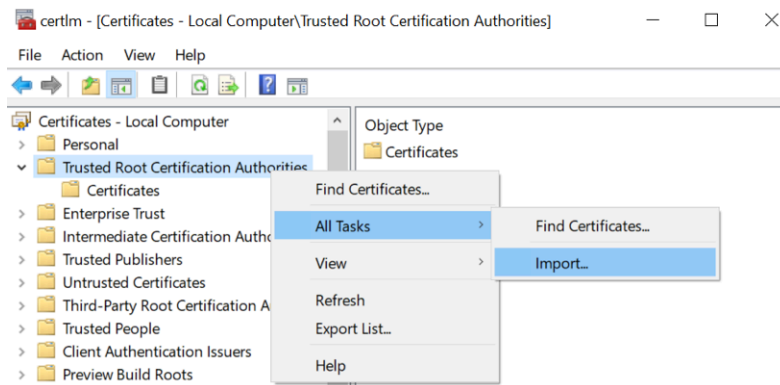 certlm - [Certificates - Local Computer\Trusted Root Certification Authorities]
File Action View Help
Certificates - Local Computer
Personal
Trusted Root Certification Authorities
Certificates
Enterprise Trust
Intermediate Certification Autho
Trusted Publishers
Untrusted Certificates
Third-Party Root Certification A
Trusted People
Client Authentication Issuers
Preview Build Roots
Object Type
Certificates
Find Certificates...
All Tasks
View
Refresh
Export List...
Help
Find Certificates...
Import...